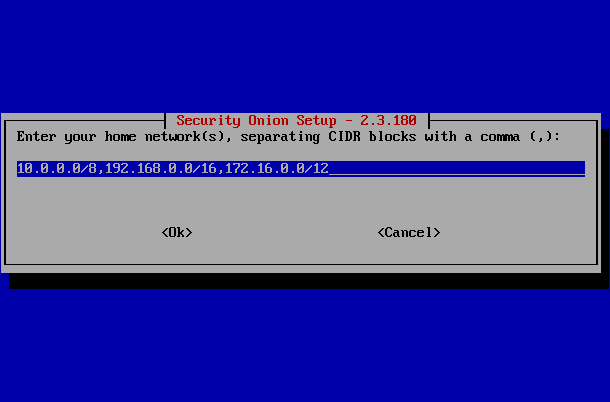 Security Onion Setup - 2.3.180
Enter your home network(s), separating CIDR blocks with a comma (,):
10.0.0.0/8,192.168.0.0/16,172.16.0.0/12
<Ok> <Cancel>